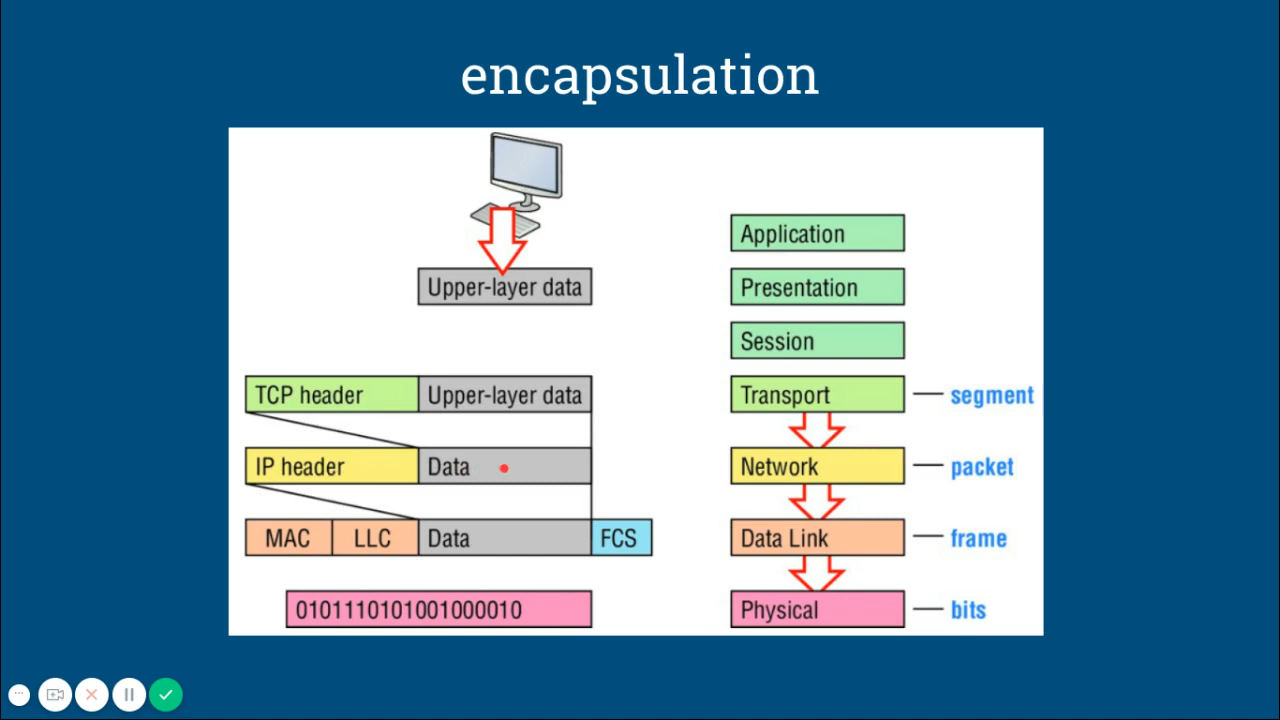 encapsulation
Application
Upper-layer data
Presentation
Session
TCP header
Upper-layer data
Transport
segment
IP header
Data
Network
packet
MAC
LLC
Data
FCS
Data Link
frame
0101110101001000010
Physical
bits